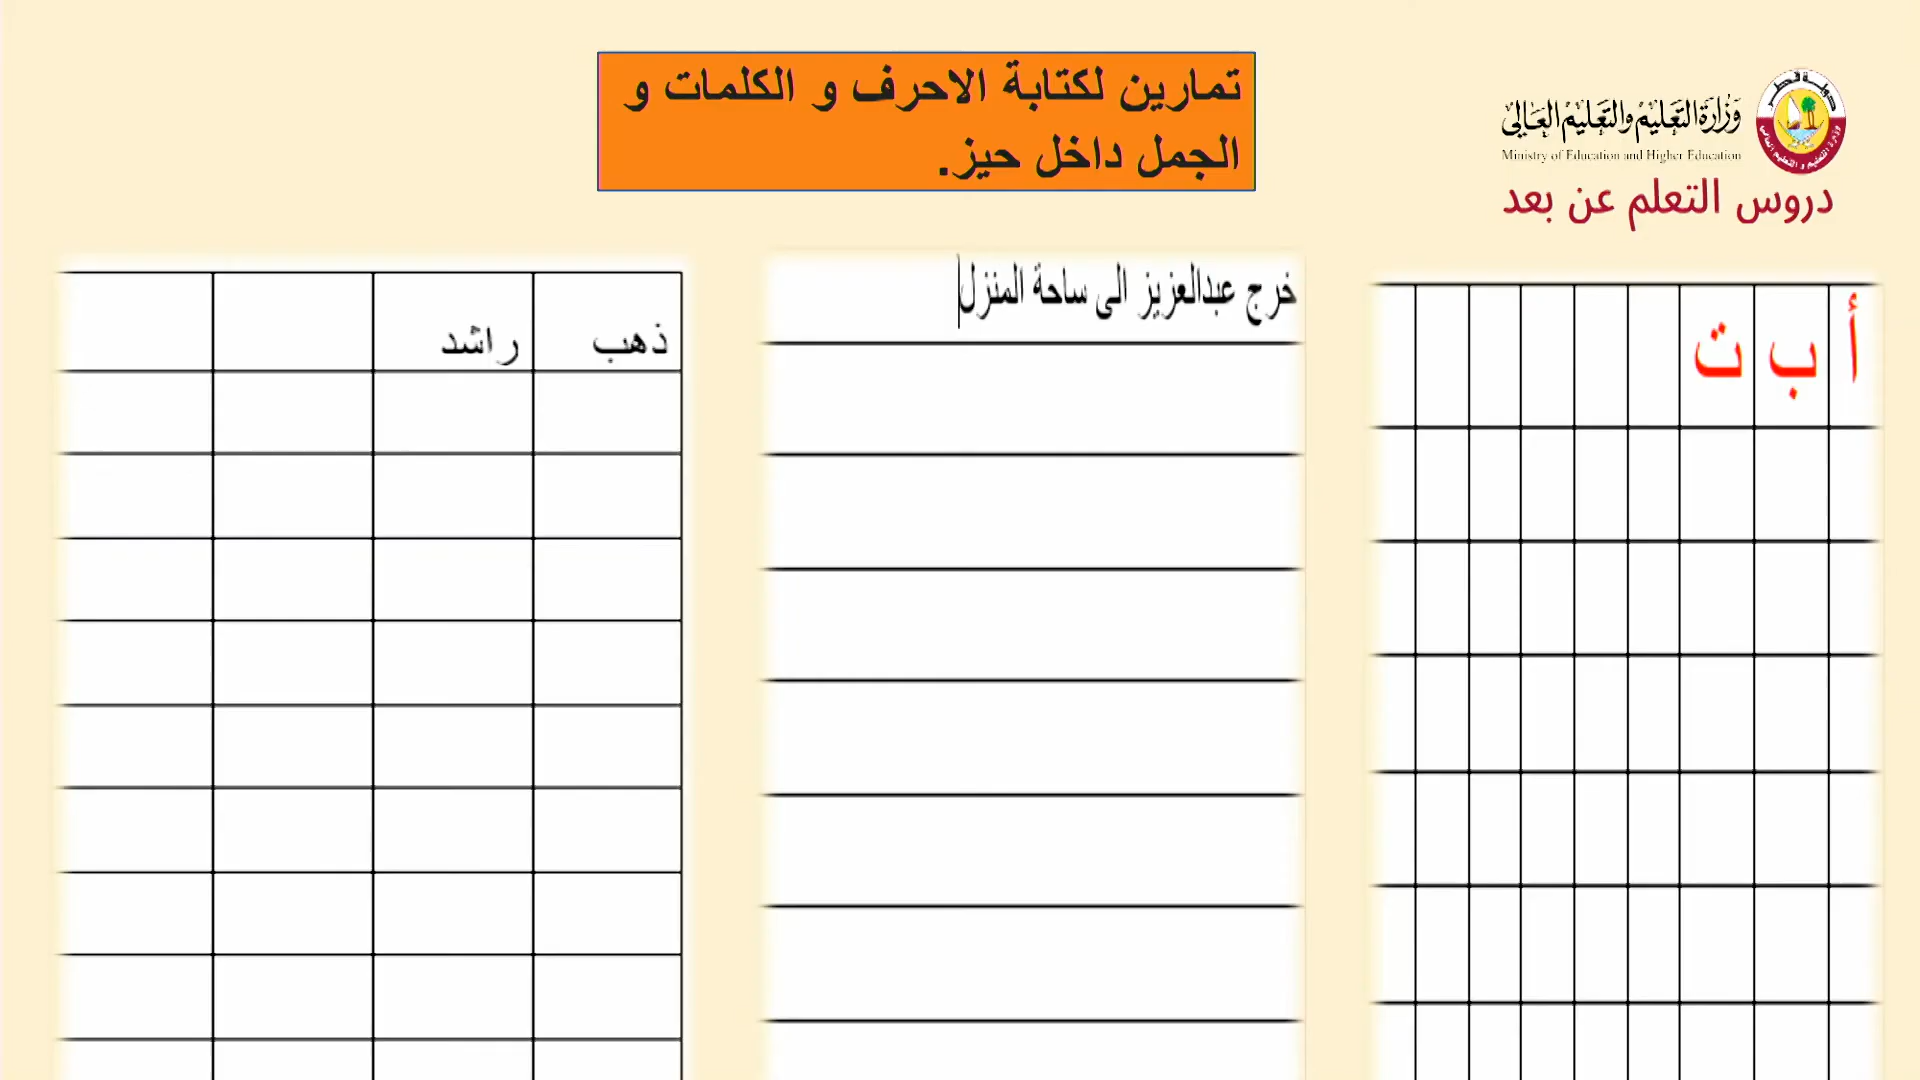 تمارين لكتابة الاحرف و الكلمات و
الجمل داخل حيز.
وزارة التعليم والتعليم العالي
Ministry of Education and Higher Education
دروس التعلم عن بعد
أ ب ت
خرج عبدالعزيز الى ساحة المنزل
ذهب راشد